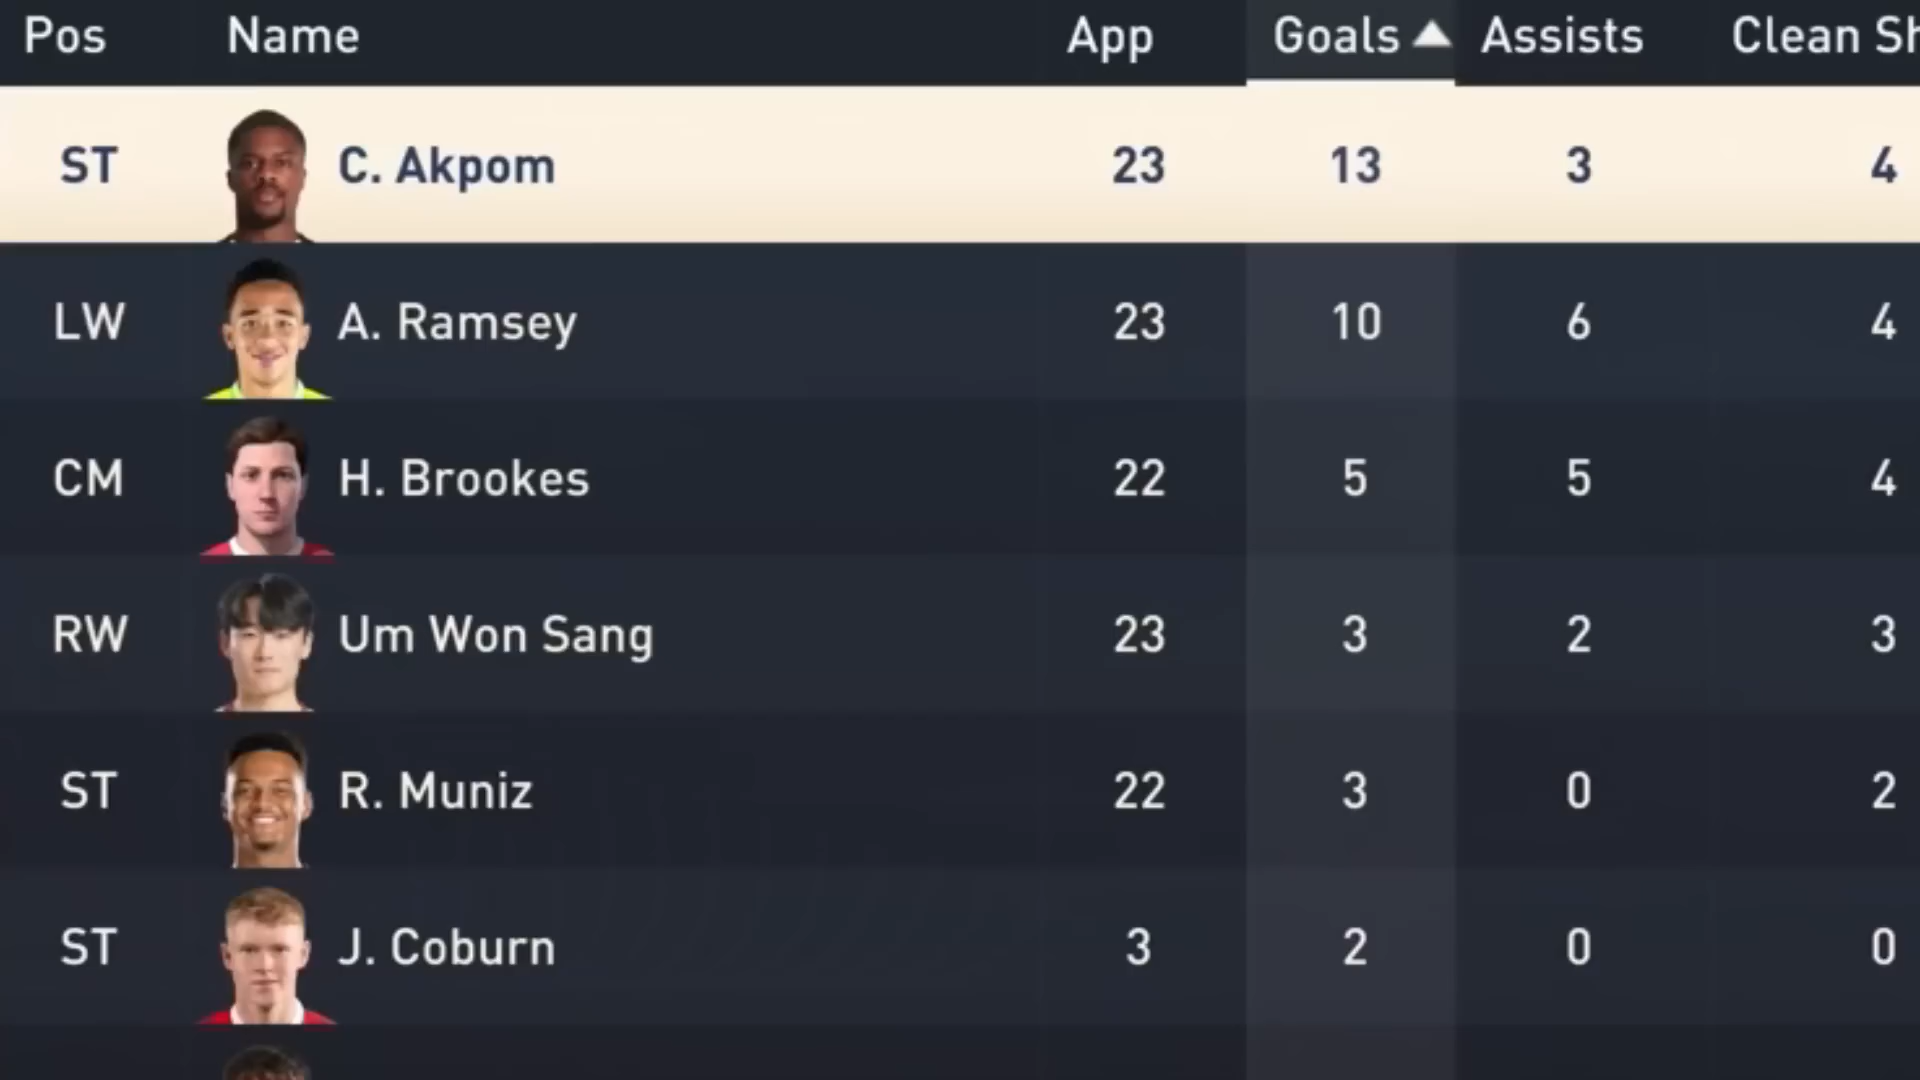 Pos Name App Goals Assists Clean Sh
ST C. Akpom 23 13 3 4
LW A. Ramsey 23 10 6 4
CM H. Brookes 22 5 5 4
RW Um Won Sang 23 3 2 3
ST R. Muniz 22 3 0 2
ST J. Coburn 3 2 0 0